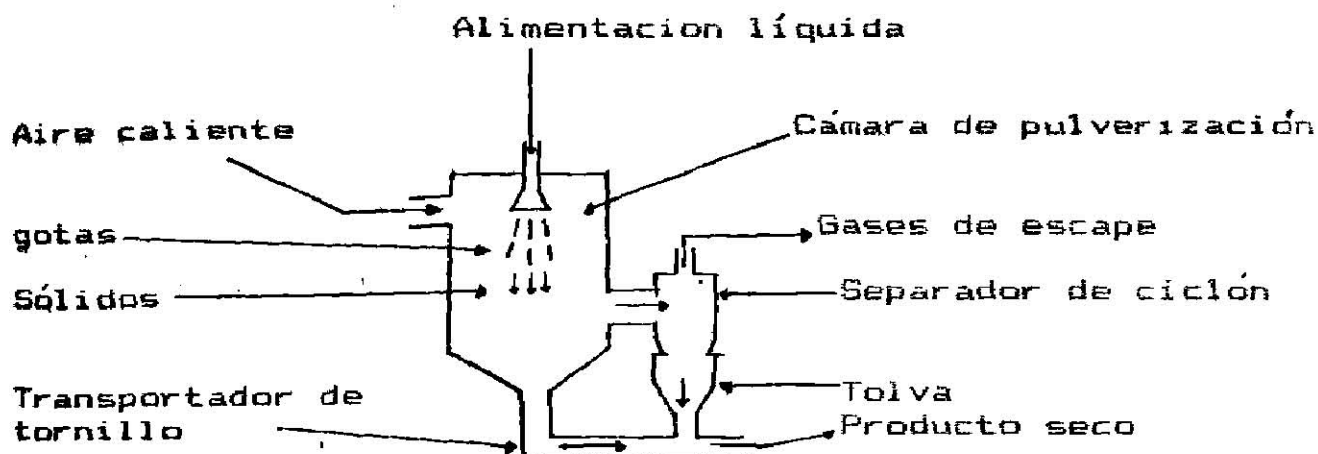 Alimentacion líquida
Aire caliente
Cámara de pulverización
gotas
Gases de escape
Sólidos
Separador de ciclón
Transportador de
tornillo
Tolva
Producto seco